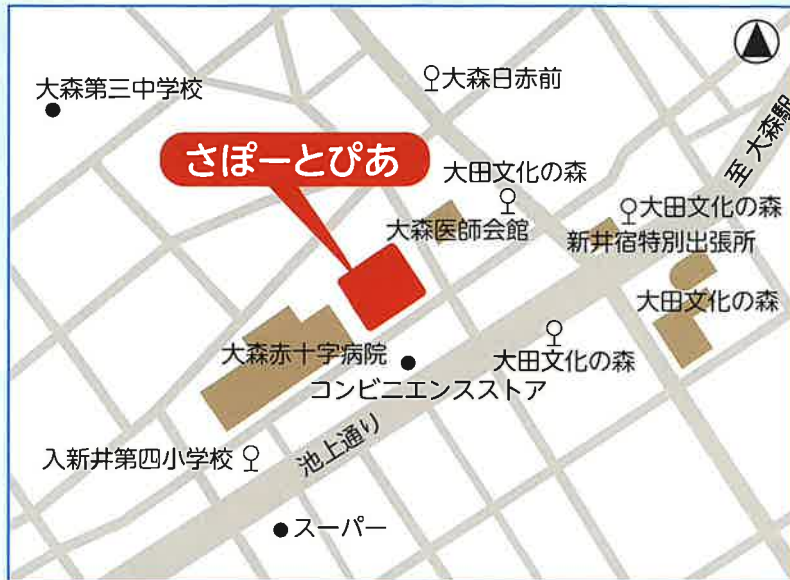 大森第三中学校
大森日赤前
至 大森駅
さぽーとぴあ
大田文化の森
大森医師会館
大田文化の森
新井宿特別出張所
大田文化の森
大森赤十字病院
大田文化の森
コンビニエンスストア
池上通り
入新井第四小学校
スーパー